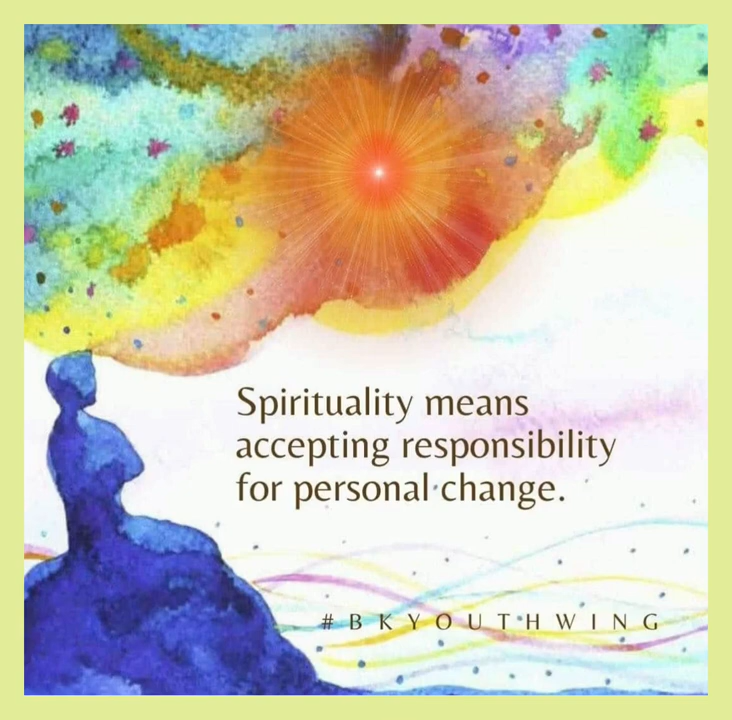 Spirituality means
accepting responsibility
for personal change.
#BKYOUTHWING